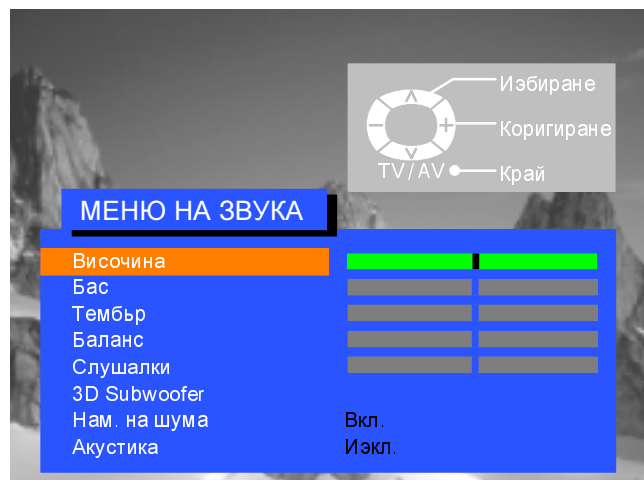 Иэбиране
Коригиране
TV/AV
Край
МЕНЮ НА ЗВУКА
Височина
Бас
Тембьр
Баланс
Слушалки
3D Subwoofer
Нам. на шума Вкл.
Акустика Иэкл.